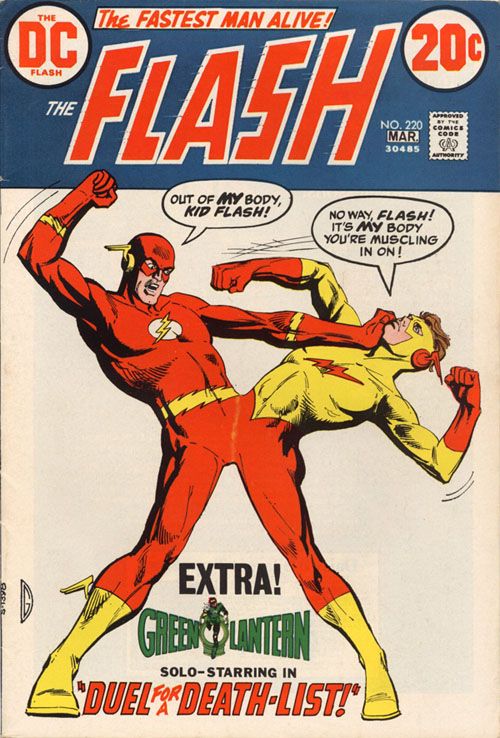 THE
DC
FLASH
The FASTEST MAN ALIVE!
THE FLASH
20¢
NO. 220
MAR.
30485
APPROVED
BY THE
COMICS
CODE
CA
AUTHORITY
OUT OF MY BODY,
KID FLASH!
NO WAY, FLASH!
IT'S MY BODY
YOU'RE MUSCLING
IN ON!
EXTRA!
GREEN LANTERN
SOLO-STARRING IN
"DUEL FOR A DEATH-LIST!"
S-1398
G